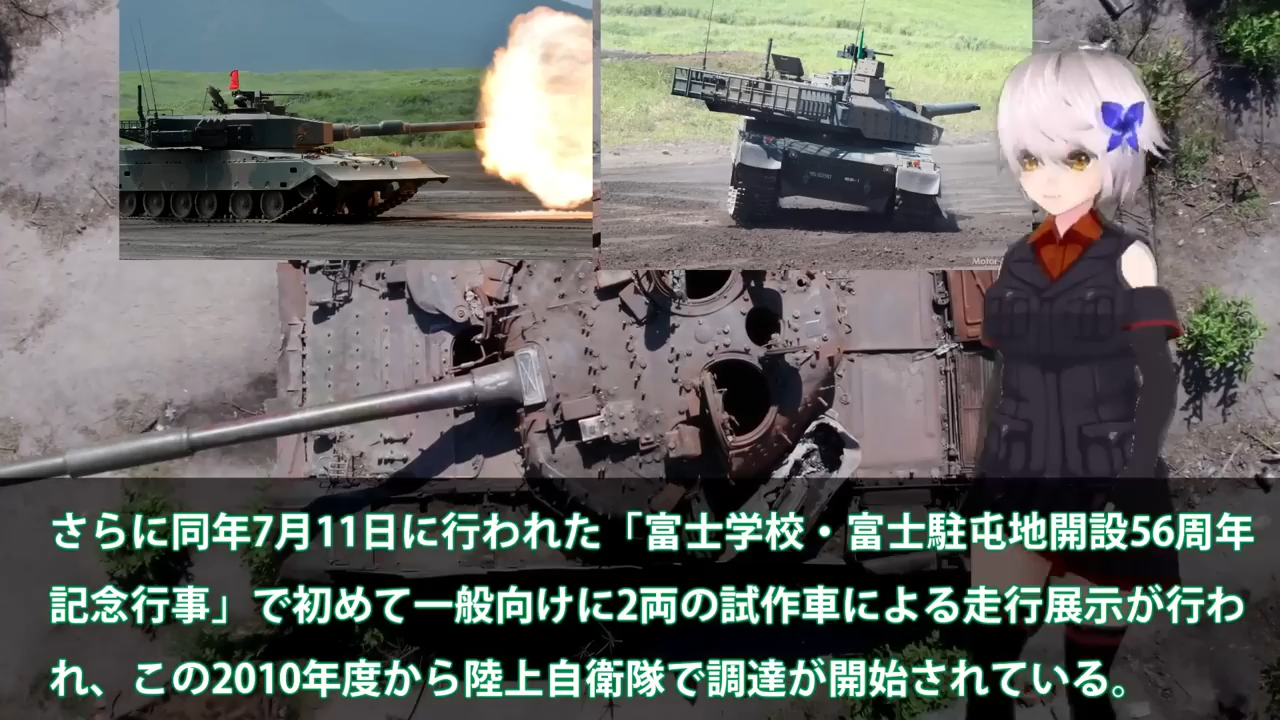 Motor-
さらに同年7月11日に行われた「富士学校・富士駐屯地開設56周年
記念行事」で初めて一般向けに2両の試作車による走行展示が行わ
れ、この2010年度から陸上自衛隊で調達が開始されている。